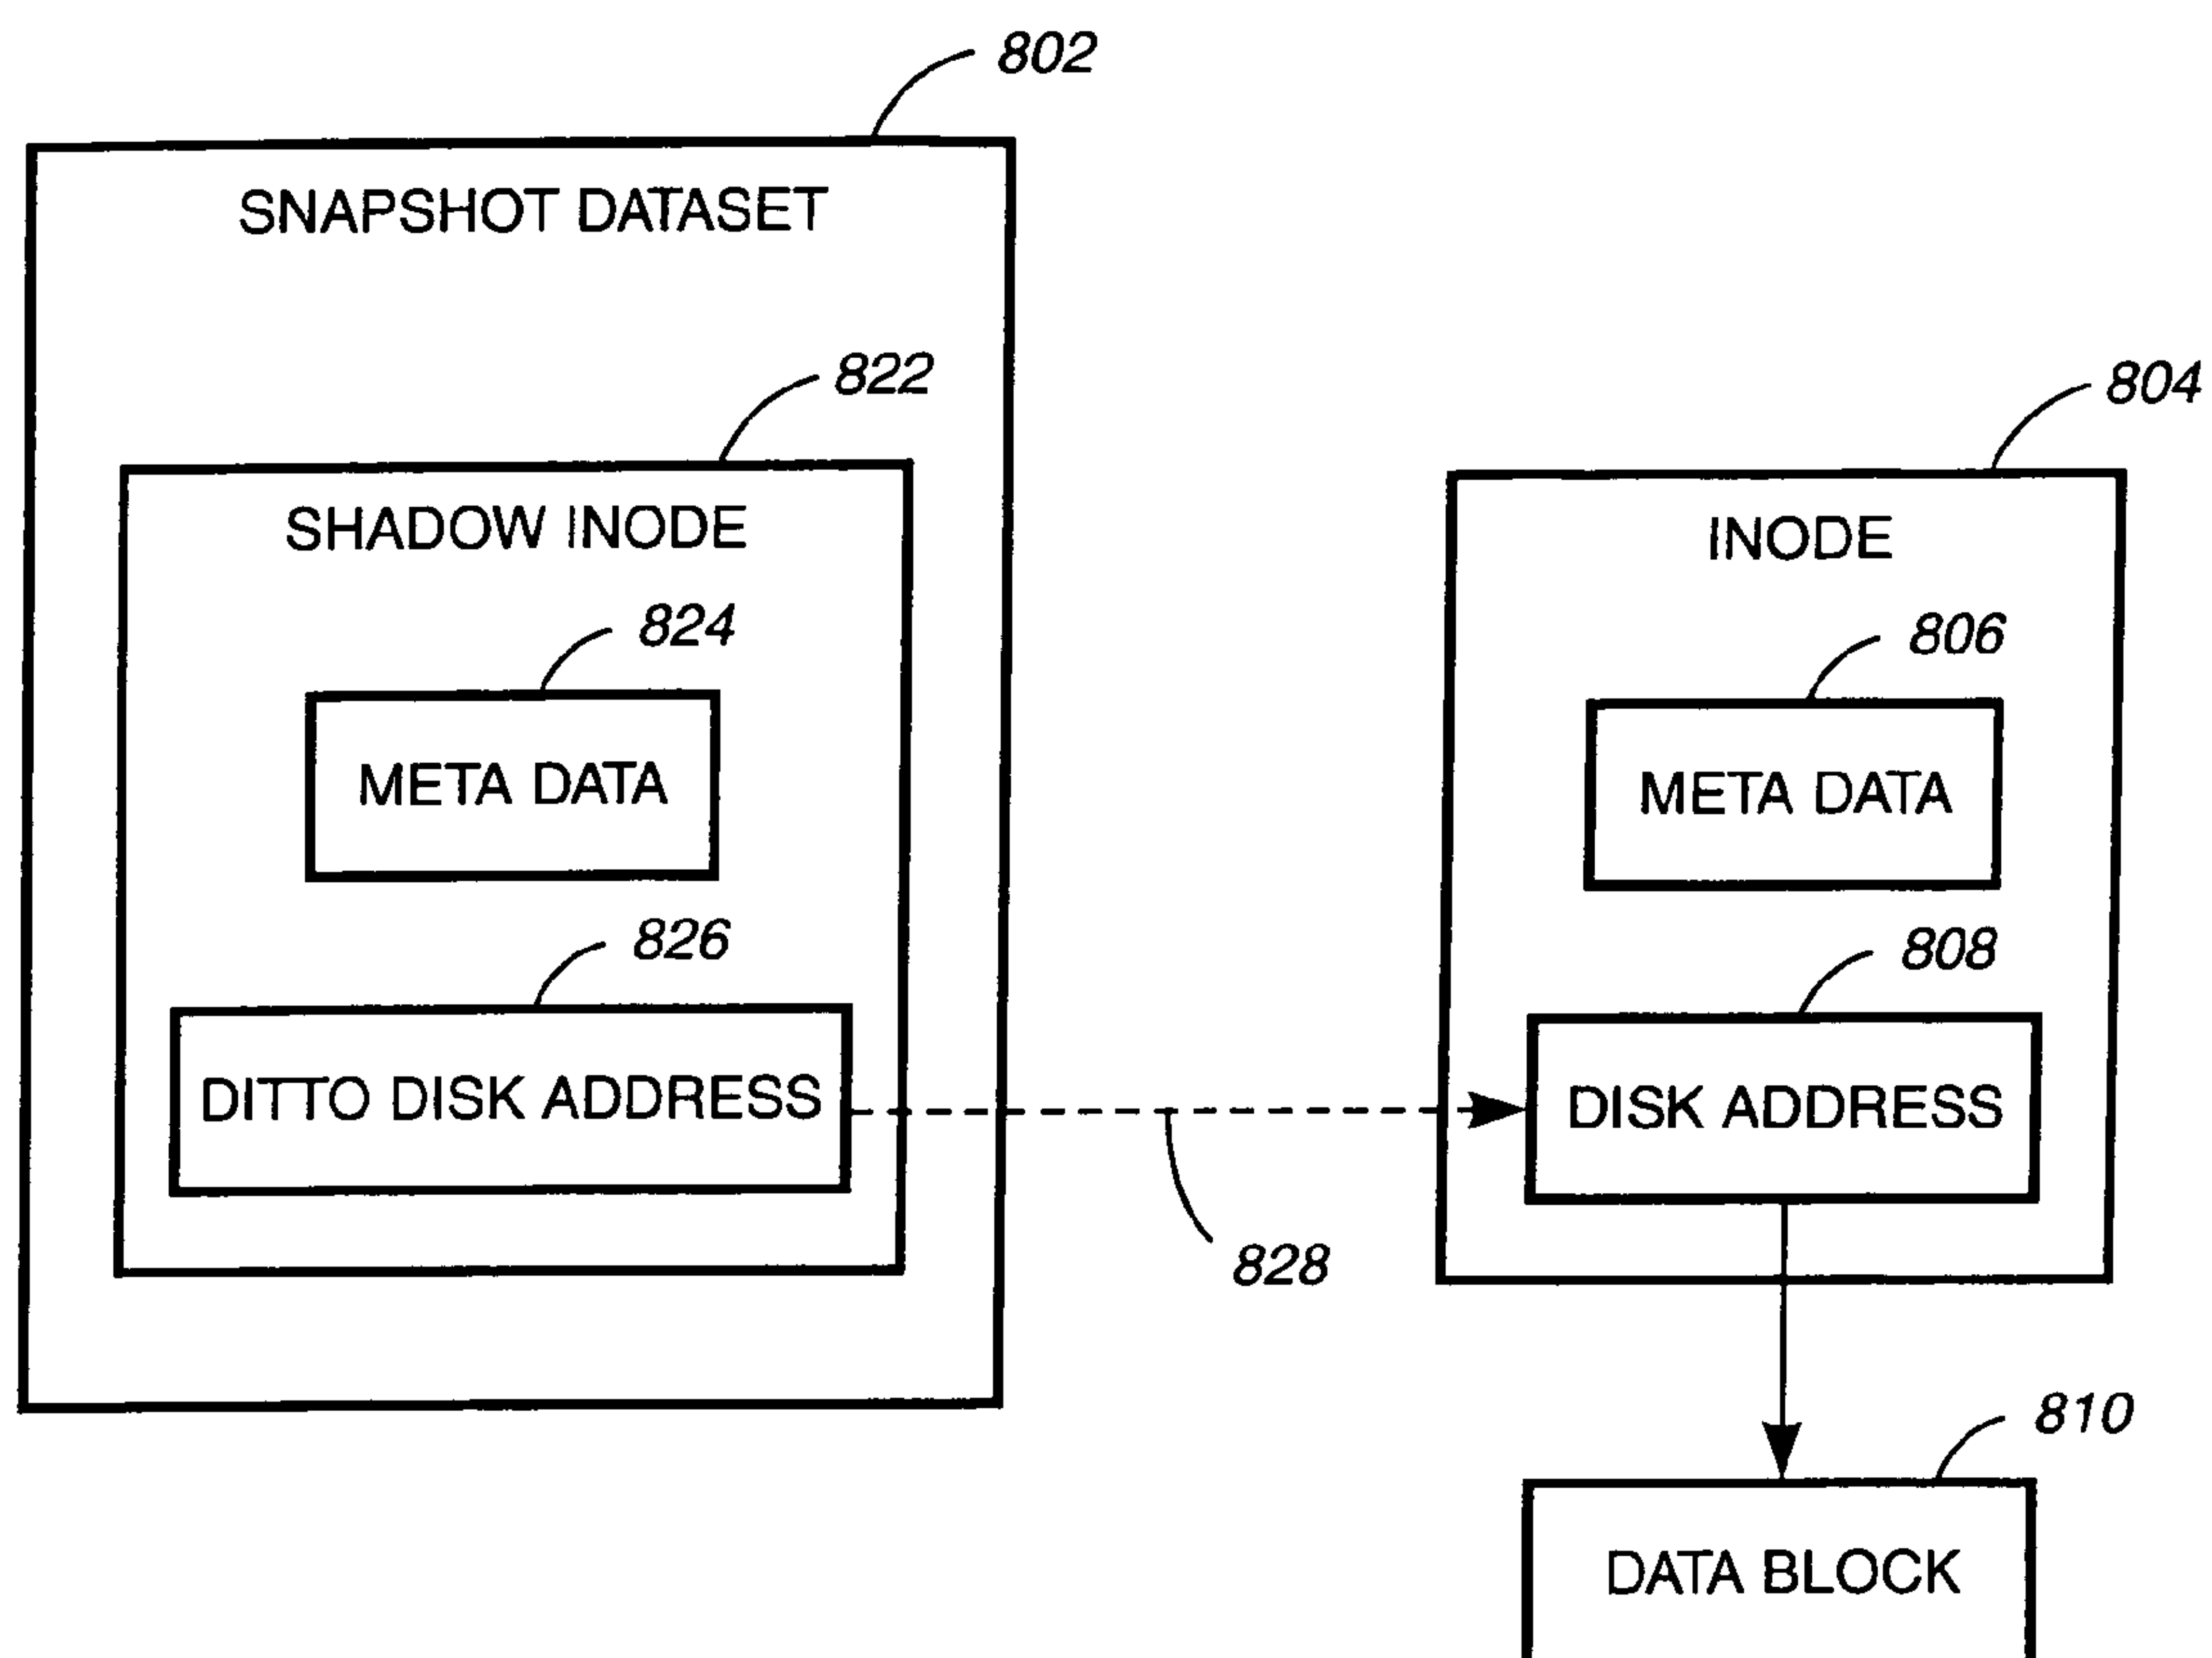 802
SNAPSHOT DATASET
822
SHADOW INODE
824
META DATA
826
DITTO DISK ADDRESS
828
804
INODE
806
META DATA
808
DISK ADDRESS
810
DATA BLOCK